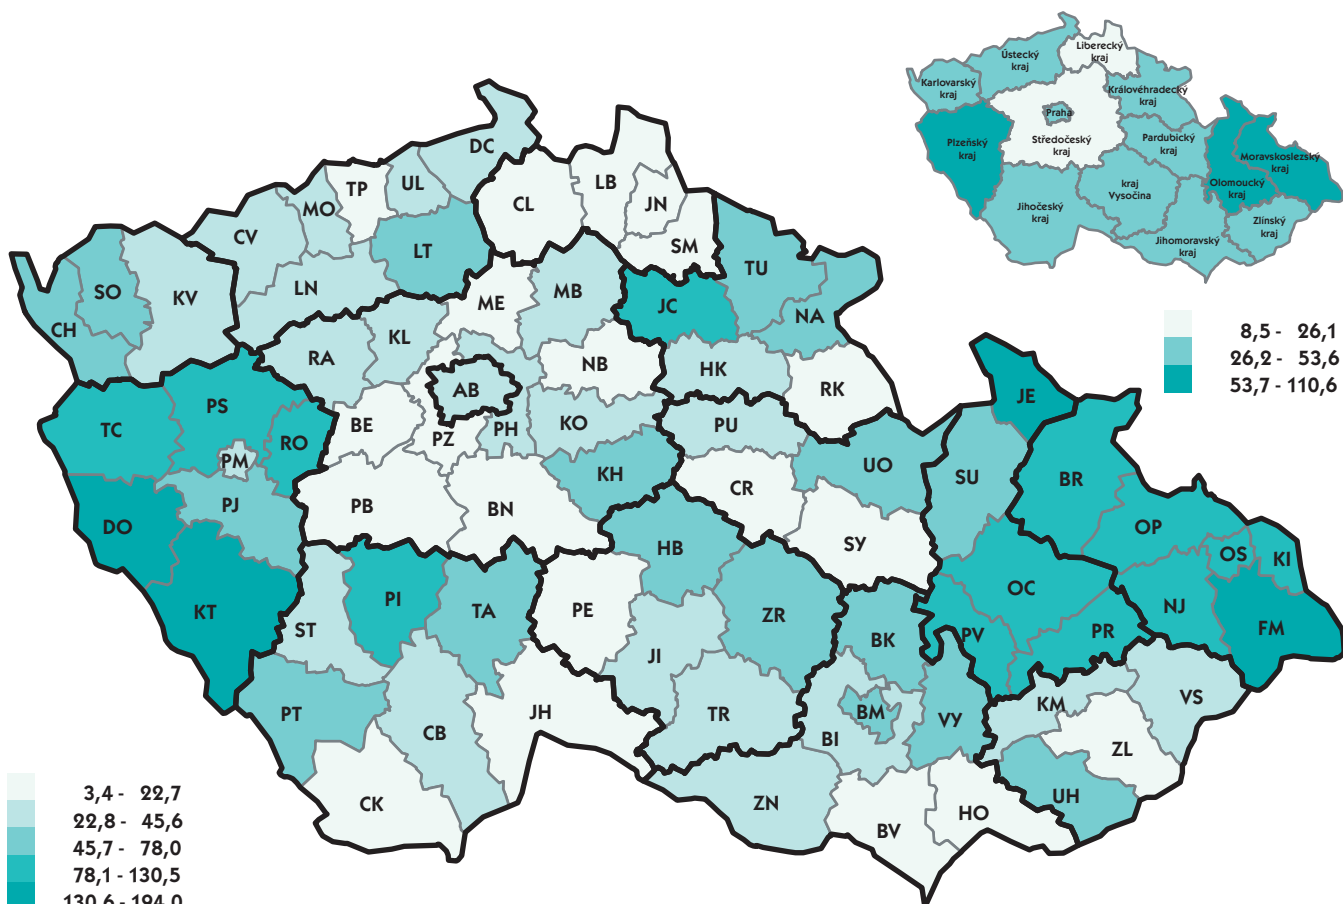 Liberecký
kraj
Ústecký
kraj
Karlovarský
kraj
Královéhradecký
kraj
Praha
Středočeský
kraj
Plzeňský
kraj
Pardubický
kraj
Moravskoslezský
kraj
Olomoucký
kraj
kraj
Vysočina
Jihočeský
kraj
Zlínský
kraj
Jihomoravský
kraj
8,5 - 26,1
26,2 - 53,6
53,7 - 110,6
DC
TP
UL
LB
CL
JN
MO
CV
SM
LT
TU
SO
KV
LN
MB
ME
JC
NA
CH
KL
RA
NB
HK
RK
AB
JE
PS
TC
BE
PZ
PH
KO
PU
RO
PM
UO
KH
CR
SU
BR
PJ
PB
BN
DO
OP
HB
SY
OS
KI
OC
PI
TA
PE
KT
ZR
NJ
ST
PV
PR
FM
BK
JI
PT
JH
TR
BM
VY
KM
VS
CB
BI
ZL
CK
ZN
UH
HO
BV
3,4 - 22,7
22,8 - 45,6
45,7 - 78,0
78,1 - 130,5
130,6 - 194,0